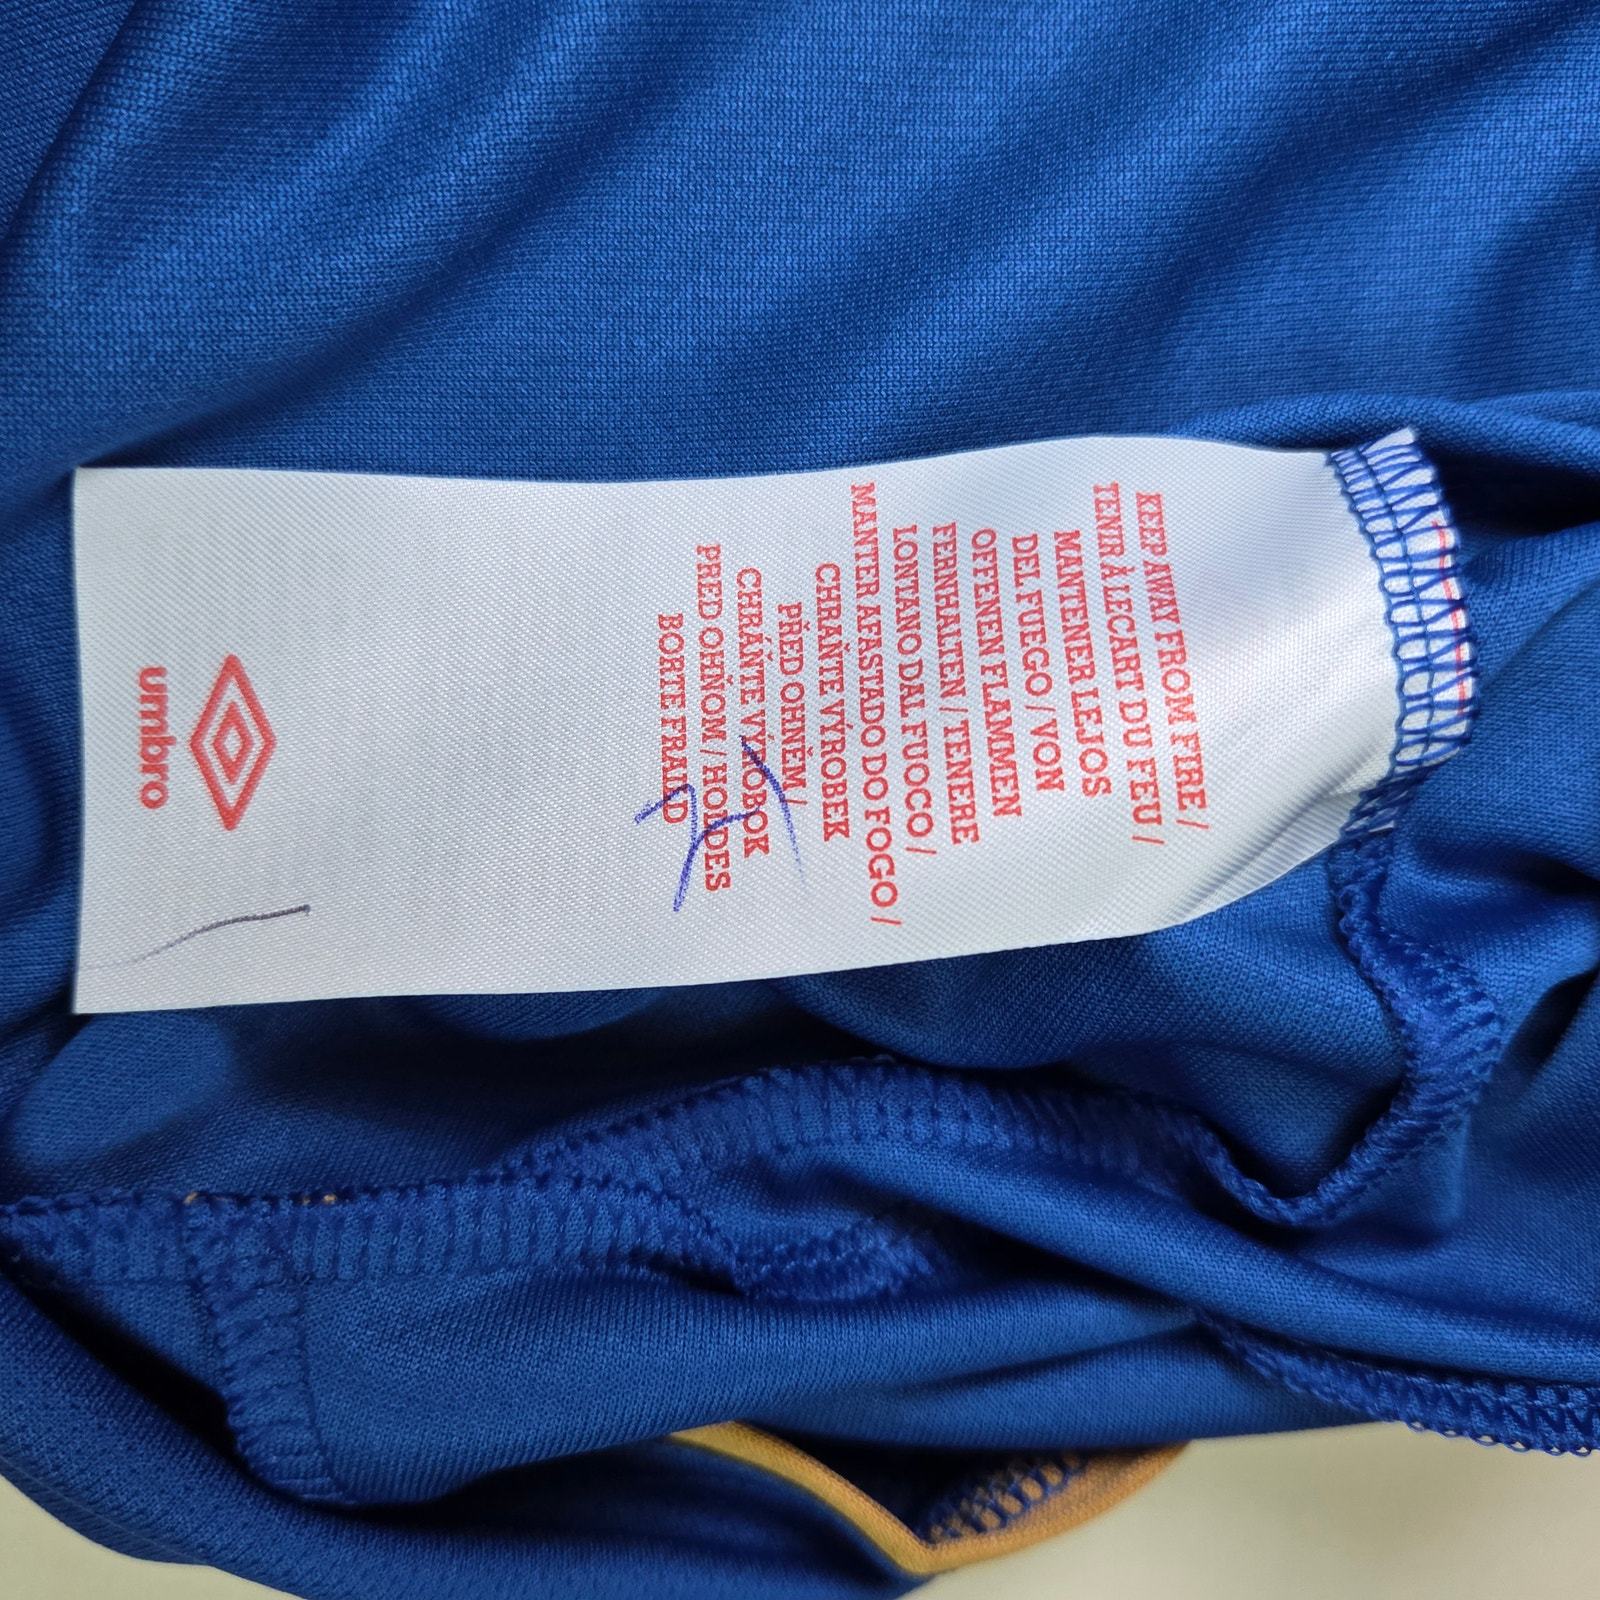 KEEP AWAY FROM FIRE /
TENIR À LECART DU FEU /
MANTENER LEJOS
DEL FUEGO / VON
OFFENEN FLAMMEN
FERNHALTEN / TENERE
LONTANO DAL FUOCO /
MANTER AFASTADO DO FOGO /
CHRAŇTE VÝROBEK
PŘED OHNĚM /
CHRÁŇTE VÝROBOK
PRED OHŇOM / HOLDES
BORTE FRA ILD
umbro